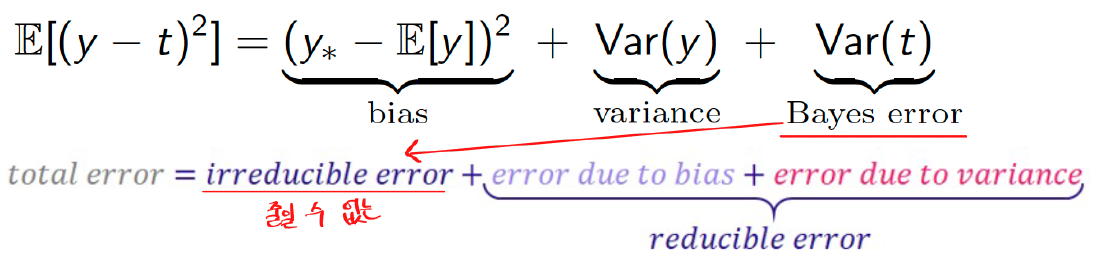 𝔼[(y − t)²] = (y∗ − 𝔼[y])² + Var(y) + Var(t)
bias variance Bayes error
total error = irreducible error + error due to bias + error due to variance
줄일 수 없는
reducible error